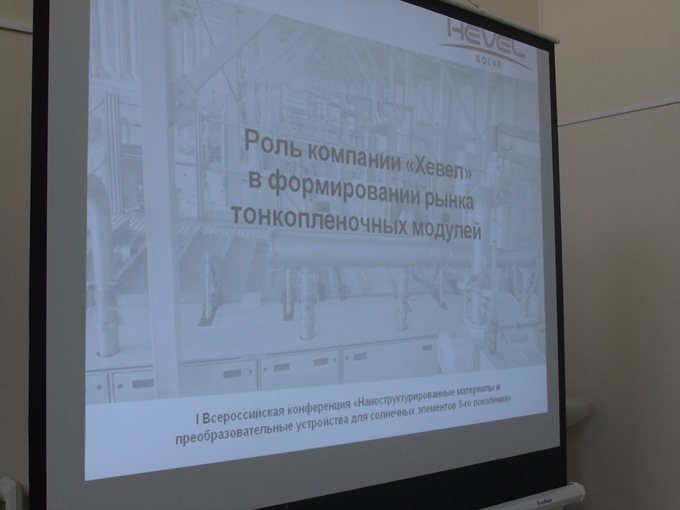 HEVEL
SOLAR
Роль компании «Хевел»
в формировании рынка
тонкопленочных модулей
I Всероссийская конференция «Наноструктурированные материалы и
преобразовательные устройства для солнечных элементов 3-го поколения»